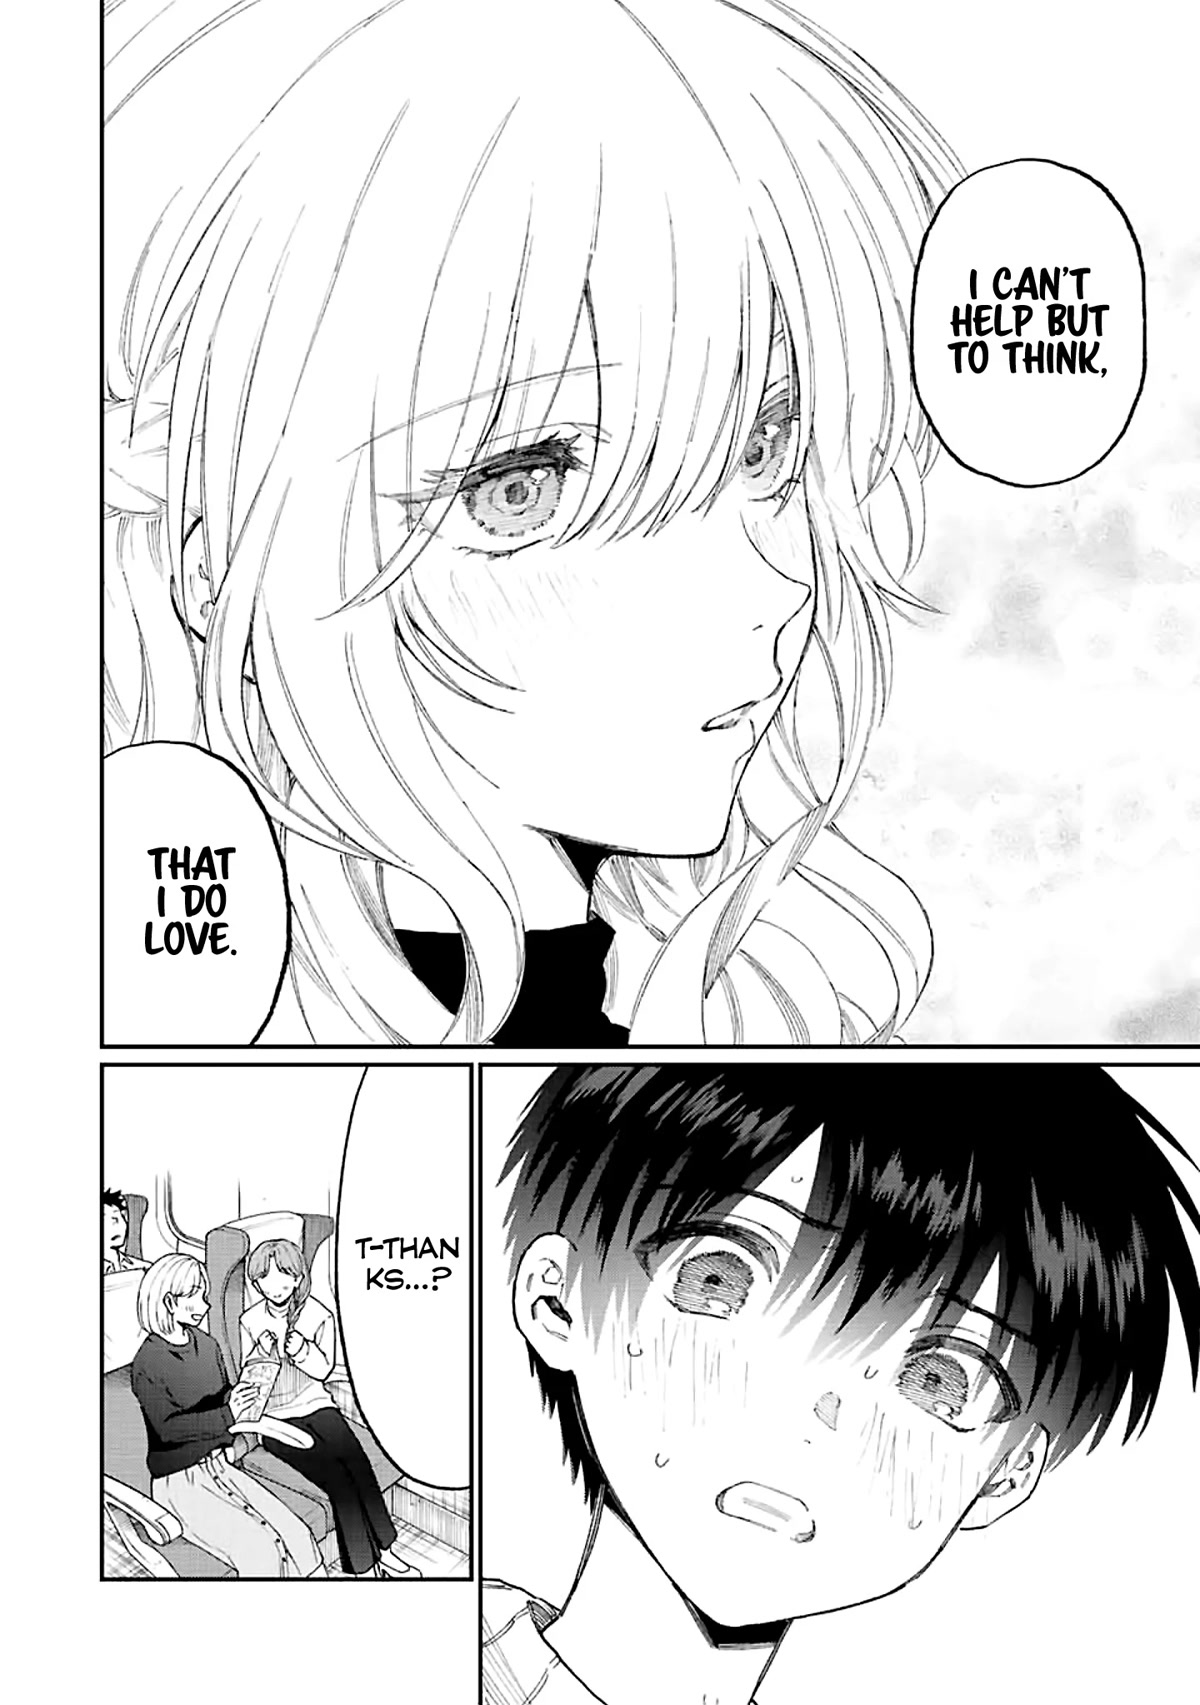 I CAN'T
HELP BUT
TO THINK,
THAT
I DO
LOVE.
T-THAN
KS...?